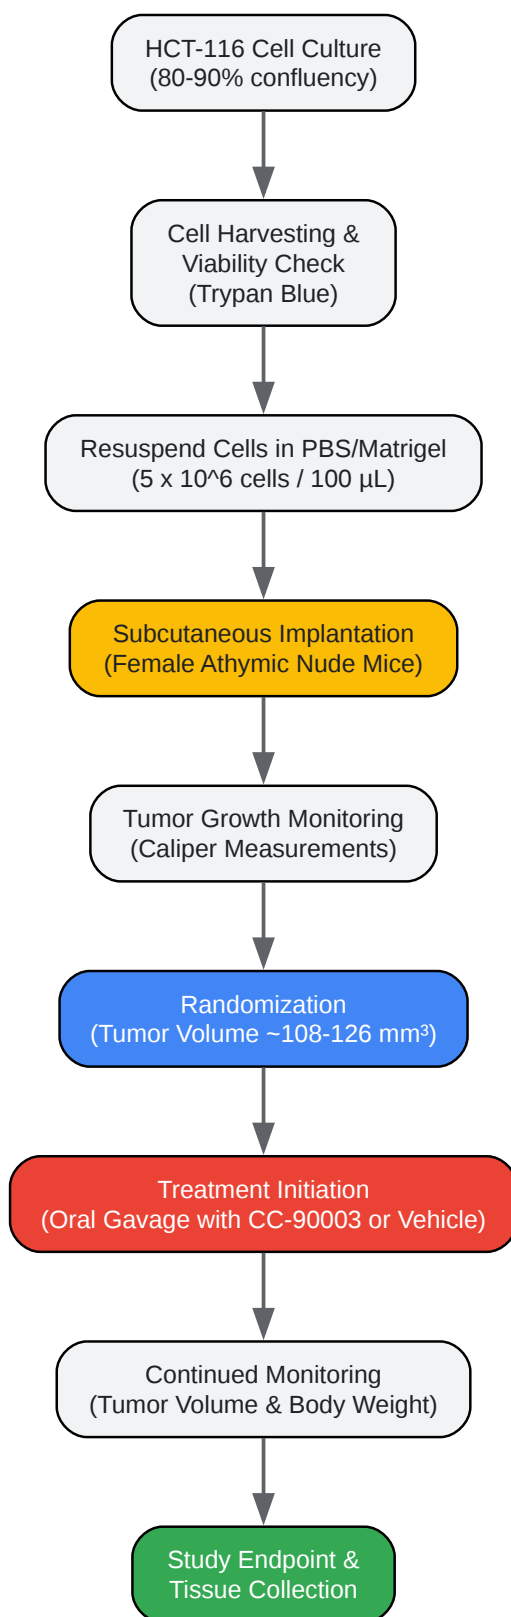 HCT-116 Cell Culture
(80-90% confluency)
Cell Harvesting &
Viability Check
(Trypan Blue)
Resuspend Cells in PBS/Matrigel
(5 x 10^6 cells / 100 µL)
Subcutaneous Implantation
(Female Athymic Nude Mice)
Tumor Growth Monitoring
(Caliper Measurements)
Randomization
(Tumor Volume ~108-126 mm³)
Treatment Initiation
(Oral Gavage with CC-90003 or Vehicle)
Continued Monitoring
(Tumor Volume & Body Weight)
Study Endpoint &
Tissue Collection